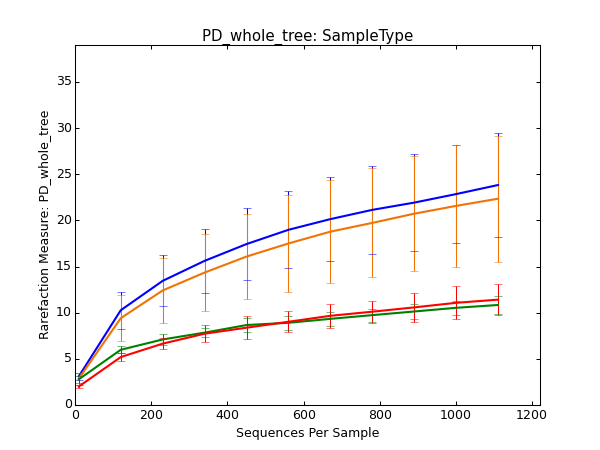 PD_whole_tree: SampleType
Rarefaction Measure: PD_whole_tree
35
30
25
20
15
10
5
0
0 200 400 600 800 1000 1200
Sequences Per Sample